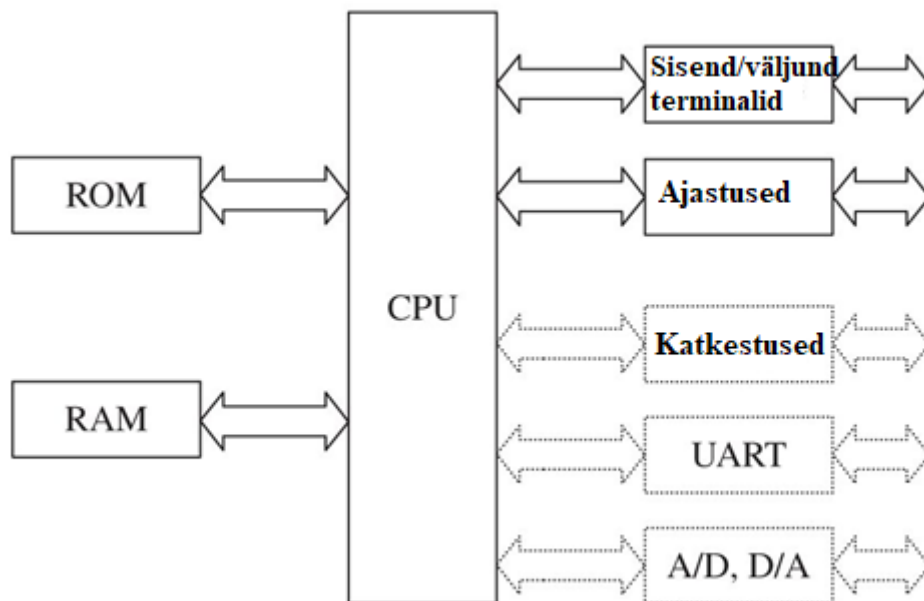 ROM
RAM
CPU
Sisend/väljund
terminalid
Ajastused
Katkestused
UART
A/D, D/A